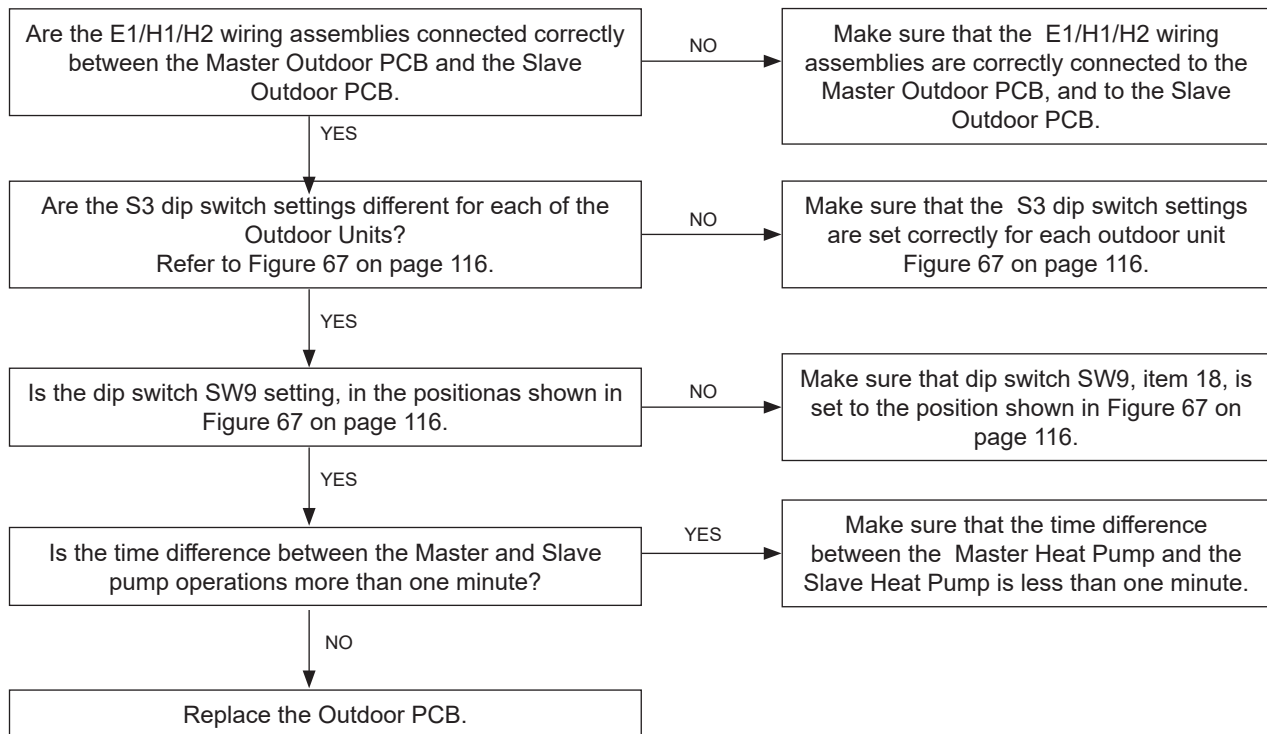 Are the E1/H1/H2 wiring assemblies connected correctly
between the Master Outdoor PCB and the Slave
Outdoor PCB.
NO
Make sure that the E1/H1/H2 wiring
assemblies are correctly connected to the
Master Outdoor PCB, and to the Slave
Outdoor PCB.
YES
Are the S3 dip switch settings different for each of the
Outdoor Units?
Refer to Figure 67 on page 116.
NO
Make sure that the S3 dip switch settings
are set correctly for each outdoor unit
Figure 67 on page 116.
YES
Is the dip switch SW9 setting, in the positionas shown in
Figure 67 on page 116.
NO
Make sure that dip switch SW9, item 18, is
set to the position shown in Figure 67 on
page 116.
YES
Is the time difference between the Master and Slave
pump operations more than one minute?
YES
Make sure that the time difference
between the Master Heat Pump and the
Slave Heat Pump is less than one minute.
NO
Replace the Outdoor PCB.